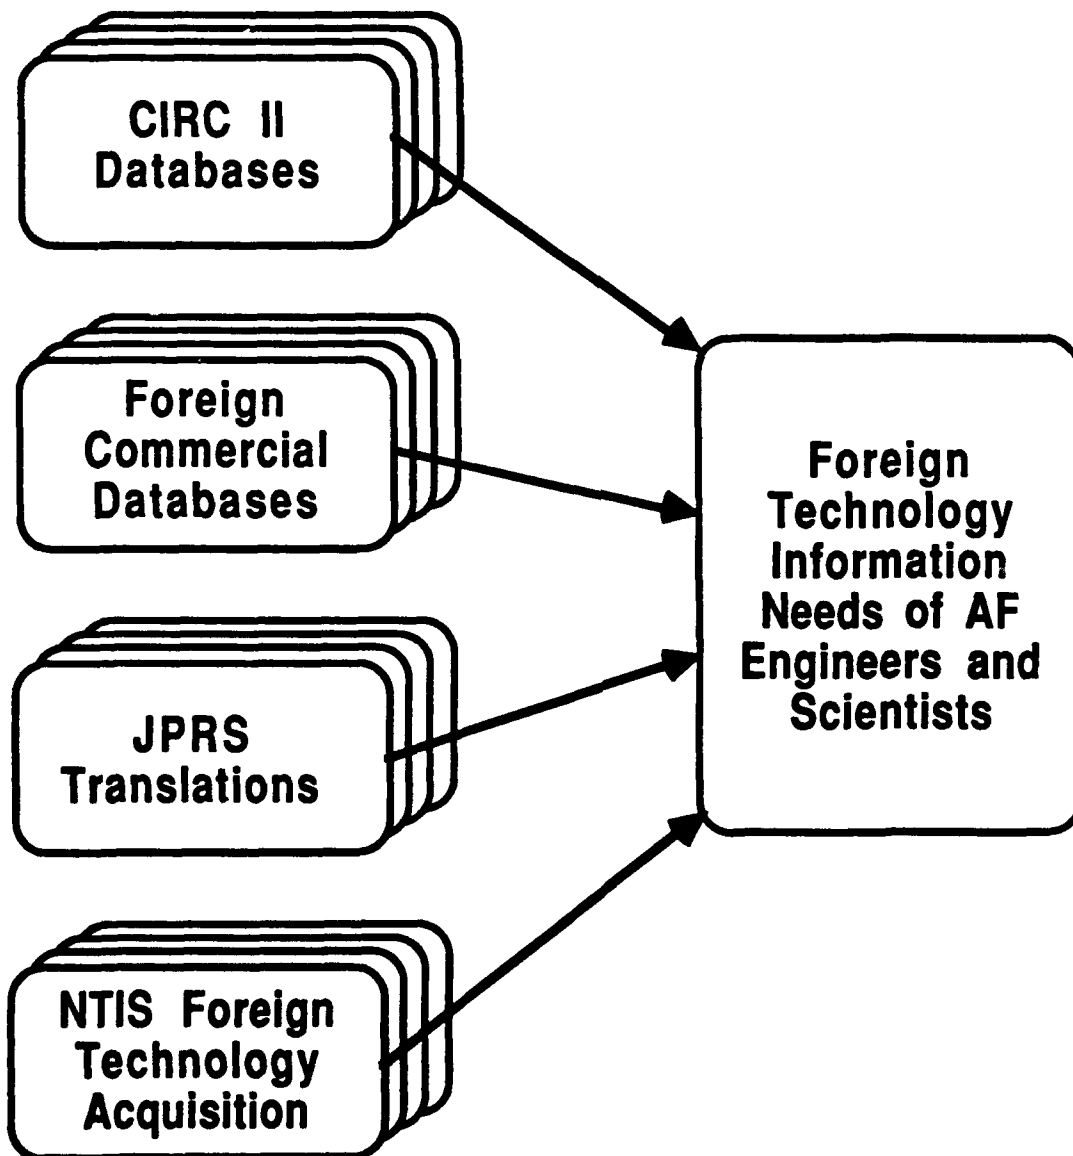 CIRC II
Databases
Foreign
Commercial
Databases
JPRS
Translations
NTIS Foreign
Technology
Acquisition
Foreign
Technology
Information
Needs of AF
Engineers and
Scientists